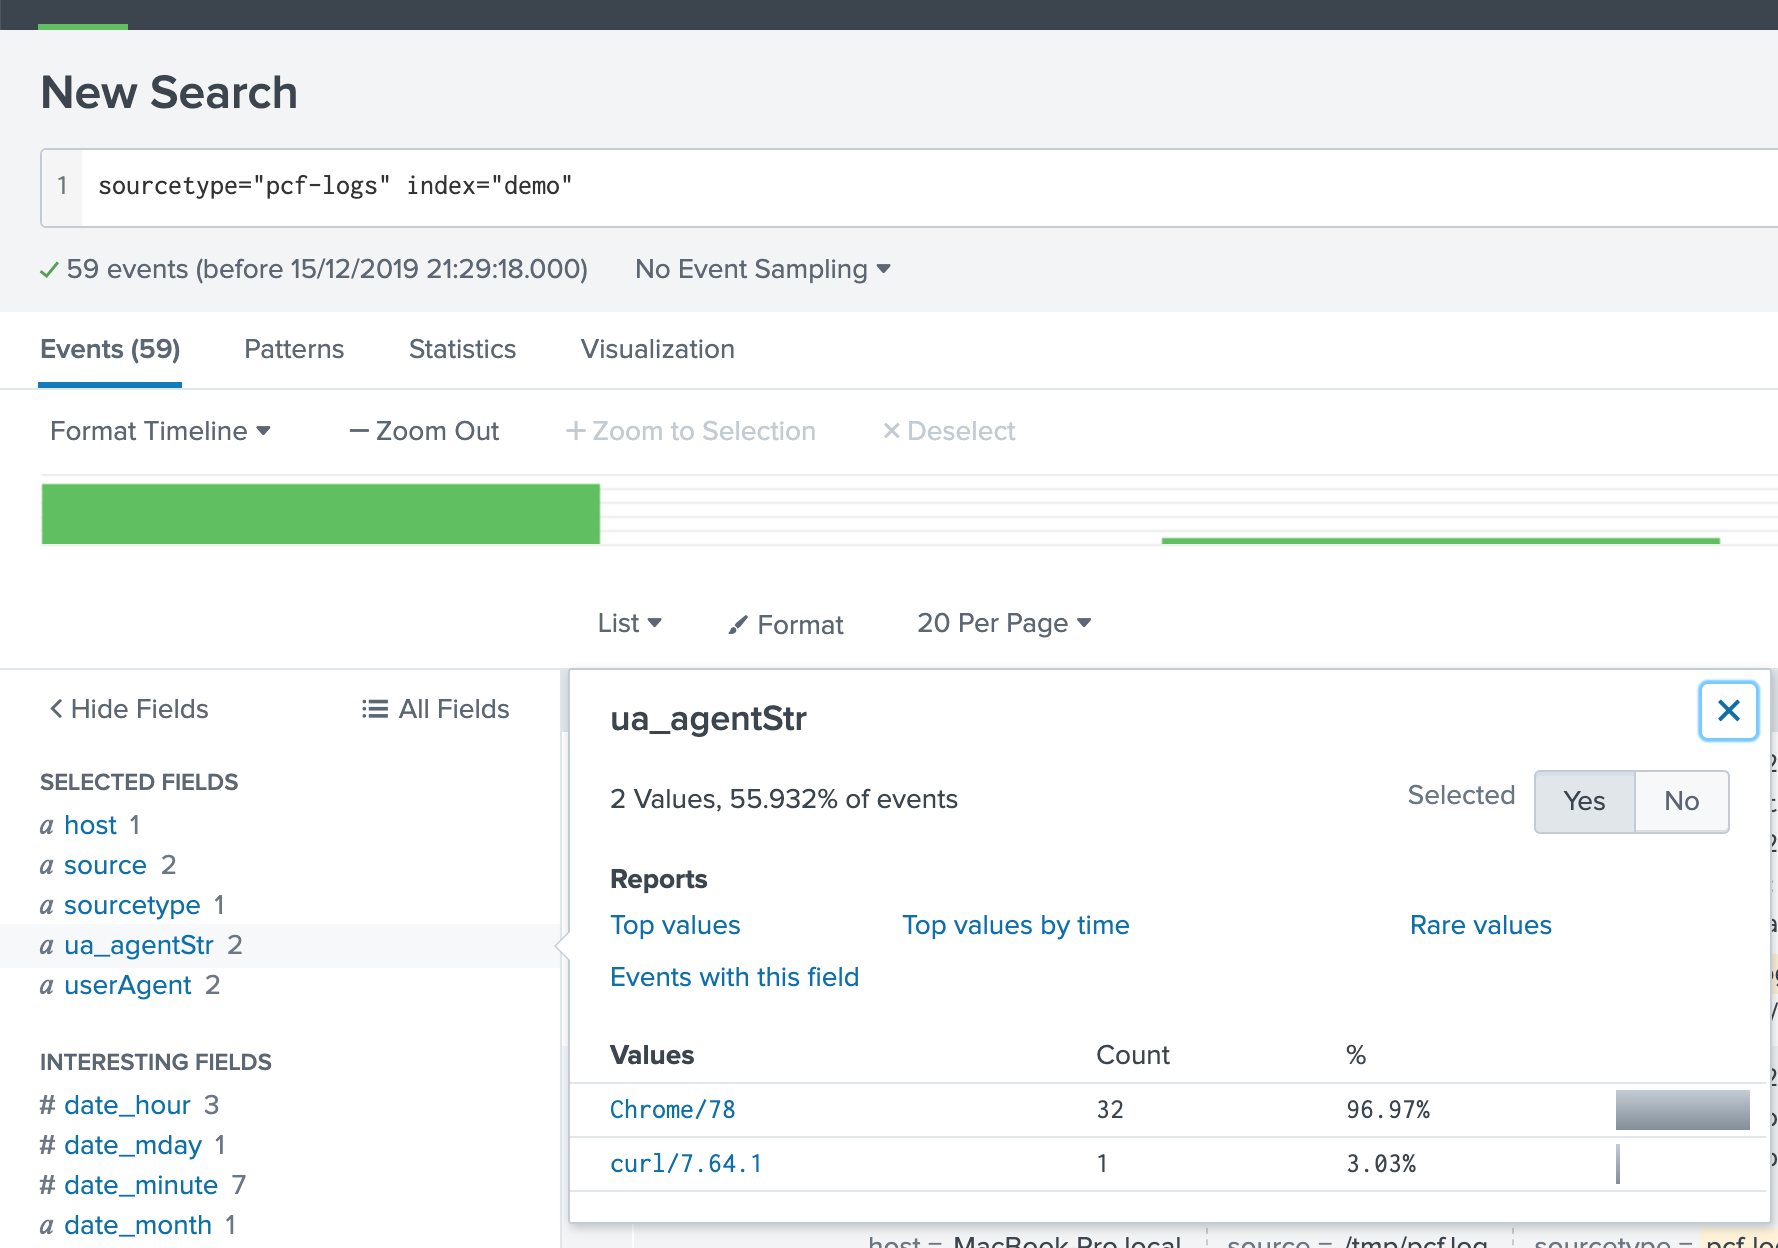 New Search
1 sourcetype="pcf-logs" index="demo"
59 events (before 15/12/2019 21:29:18.000) No Event Sampling
Events (59) Patterns Statistics Visualization
Format Timeline — Zoom Out + Zoom to Selection × Deselect
List Format 20 Per Page
< Hide Fields All Fields
SELECTED FIELDS
a host 1
a source 2
a sourcetype 1
a ua_agentStr 2
a userAgent 2
INTERESTING FIELDS
# date_hour 3
# date_mday 1
# date_minute 7
a date_month 1
ua_agentStr
2 Values, 55.932% of events Selected Yes No
Reports
Top values Top values by time Rare values
Events with this field
Values Count %
Chrome/78 32 96.97%
curl/7.64.1 1 3.03%
host = MacBook Pro.local source = /tmp/pcf.log sourcetype =